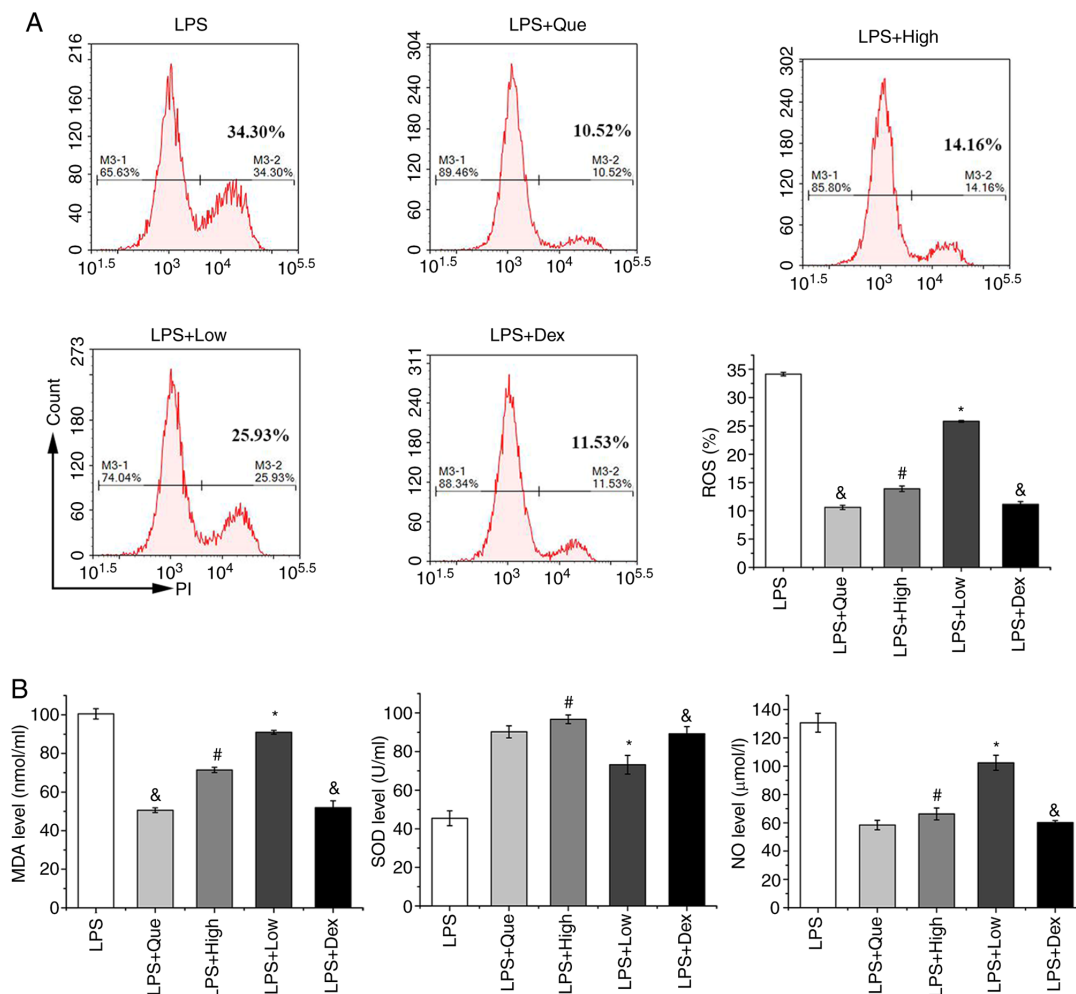 A
LPS
216
160
120
80
40
0
34.30%
M3-1
65.63%
M3-2
34.30%
10^1.5 10^3 10^4 10^5.5
LPS+Que
304
240
180
120
60
0
10.52%
M3-1
89.46%
M3-2
10.52%
10^1.5 10^3 10^4 10^5.5
LPS+High
302
240
180
120
60
0
14.16%
M3-1
85.80%
M3-2
14.16%
10^1.5 10^3 10^4 10^5.5
LPS+Low
273
180
120
60
0
25.93%
M3-1
74.04%
M3-2
25.93%
10^1.5 10^3 10^4 10^5.5
Count
PI
LPS+Dex
311
240
180
120
60
0
11.53%
M3-1
88.34%
M3-2
11.53%
10^1.5 10^3 10^4 10^5.5
ROS (%)
35
30
25
20
15
10
5
0
& # * &
LPS
LPS+Que
LPS+High
LPS+Low
LPS+Dex
B
MDA level (nmol/ml)
100
80
60
40
20
0
& # * &
LPS
LPS+Que
LPS+High
LPS+Low
LPS+Dex
SOD level (U/ml)
100
80
60
40
20
0
# * &
LPS
LPS+Que
LPS+High
LPS+Low
LPS+Dex
NO level (μmol/l)
140
120
100
80
60
40
20
0
# * &
LPS
LPS+Que
LPS+High
LPS+Low
LPS+Dex